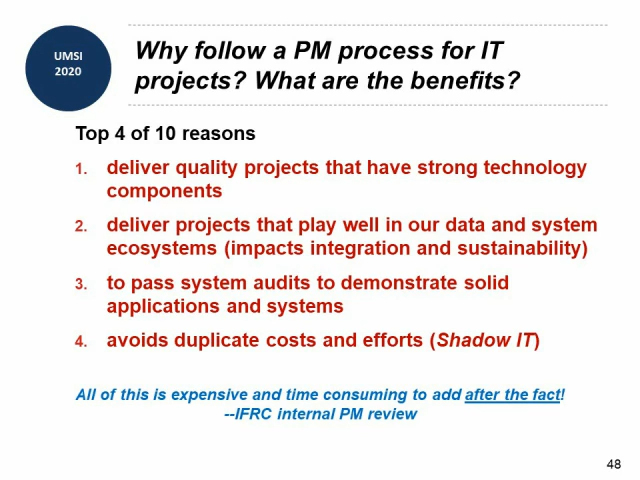 UMSI
2020
Why follow a PM process for IT
projects? What are the benefits?
Top 4 of 10 reasons
1. deliver quality projects that have strong technology
components
2. deliver projects that play well in our data and system
ecosystems (impacts integration and sustainability)
3. to pass system audits to demonstrate solid
applications and systems
4. avoids duplicate costs and efforts (Shadow IT)
All of this is expensive and time consuming to add after the fact!
--IFRC internal PM review
48